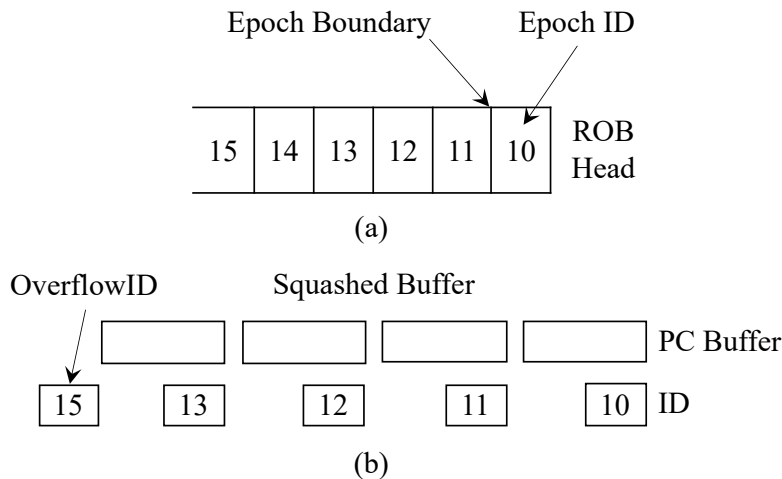 Epoch Boundary Epoch ID
15 14 13 12 11 10 ROB
Head
(a)
OverflowID Squashed Buffer
PC Buffer
15 13 12 11 10 ID
(b)